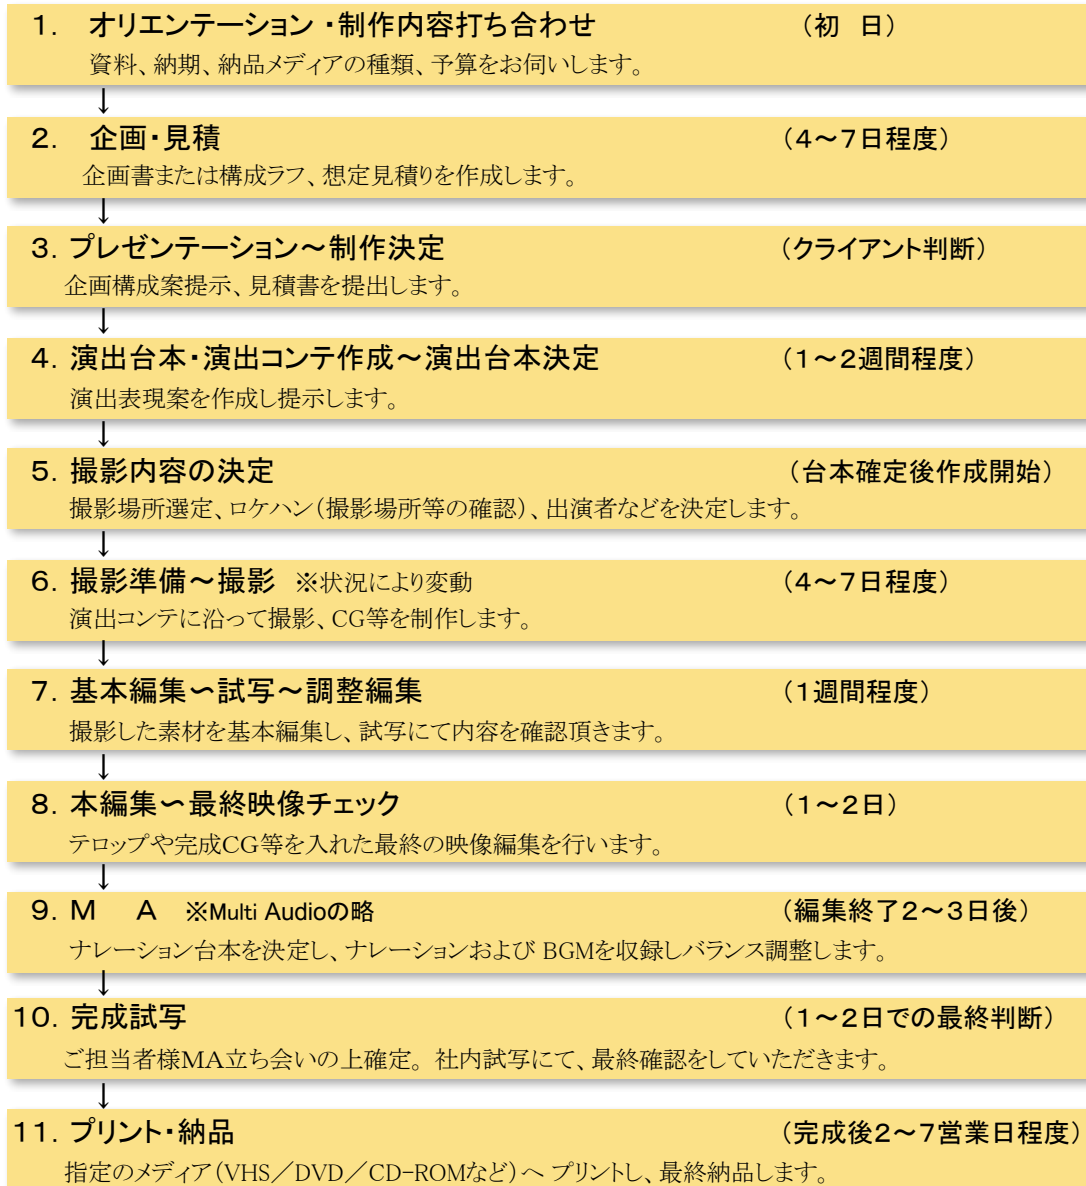 1. オリエンテーション・制作内容打ち合わせ （初 日）
資料、納期、納品メディアの種類、予算をお伺いします。
↓
2. 企画・見積 （4～7日程度）
企画書または構成ラフ、想定見積りを作成します。
↓
3. プレゼンテーション～制作決定 （クライアント判断）
企画構成案提示、見積書を提出します。
↓
4. 演出台本・演出コンテ作成～演出台本決定 （1～2週間程度）
演出表現案を作成し提示します。
↓
5. 撮影内容の決定 （台本確定後作成開始）
撮影場所選定、ロケハン（撮影場所等の確認）、出演者などを決定します。
↓
6. 撮影準備～撮影 ※状況により変動 （4～7日程度）
演出コンテに沿って撮影、CG等を制作します。
↓
7. 基本編集～試写～調整編集 （1週間程度）
撮影した素材を基本編集し、試写にて内容を確認頂きます。
↓
8. 本編集～最終映像チェック （1～2日）
テロップや完成CG等を入れた最終の映像編集を行います。
↓
9. M A ※Multi Audioの略 （編集終了2～3日後）
ナレーション台本を決定し、ナレーションおよび BGMを収録しバランス調整します。
↓
10. 完成試写 （1～2日での最終判断）
ご担当者様MA立ち会いの上確定。社内試写にて、最終確認をしていただきます。
↓
11. プリント・納品 （完成後2～7営業日程度）
指定のメディア（VHS／DVD／CD-ROMなど）へ プリントし、最終納品します。